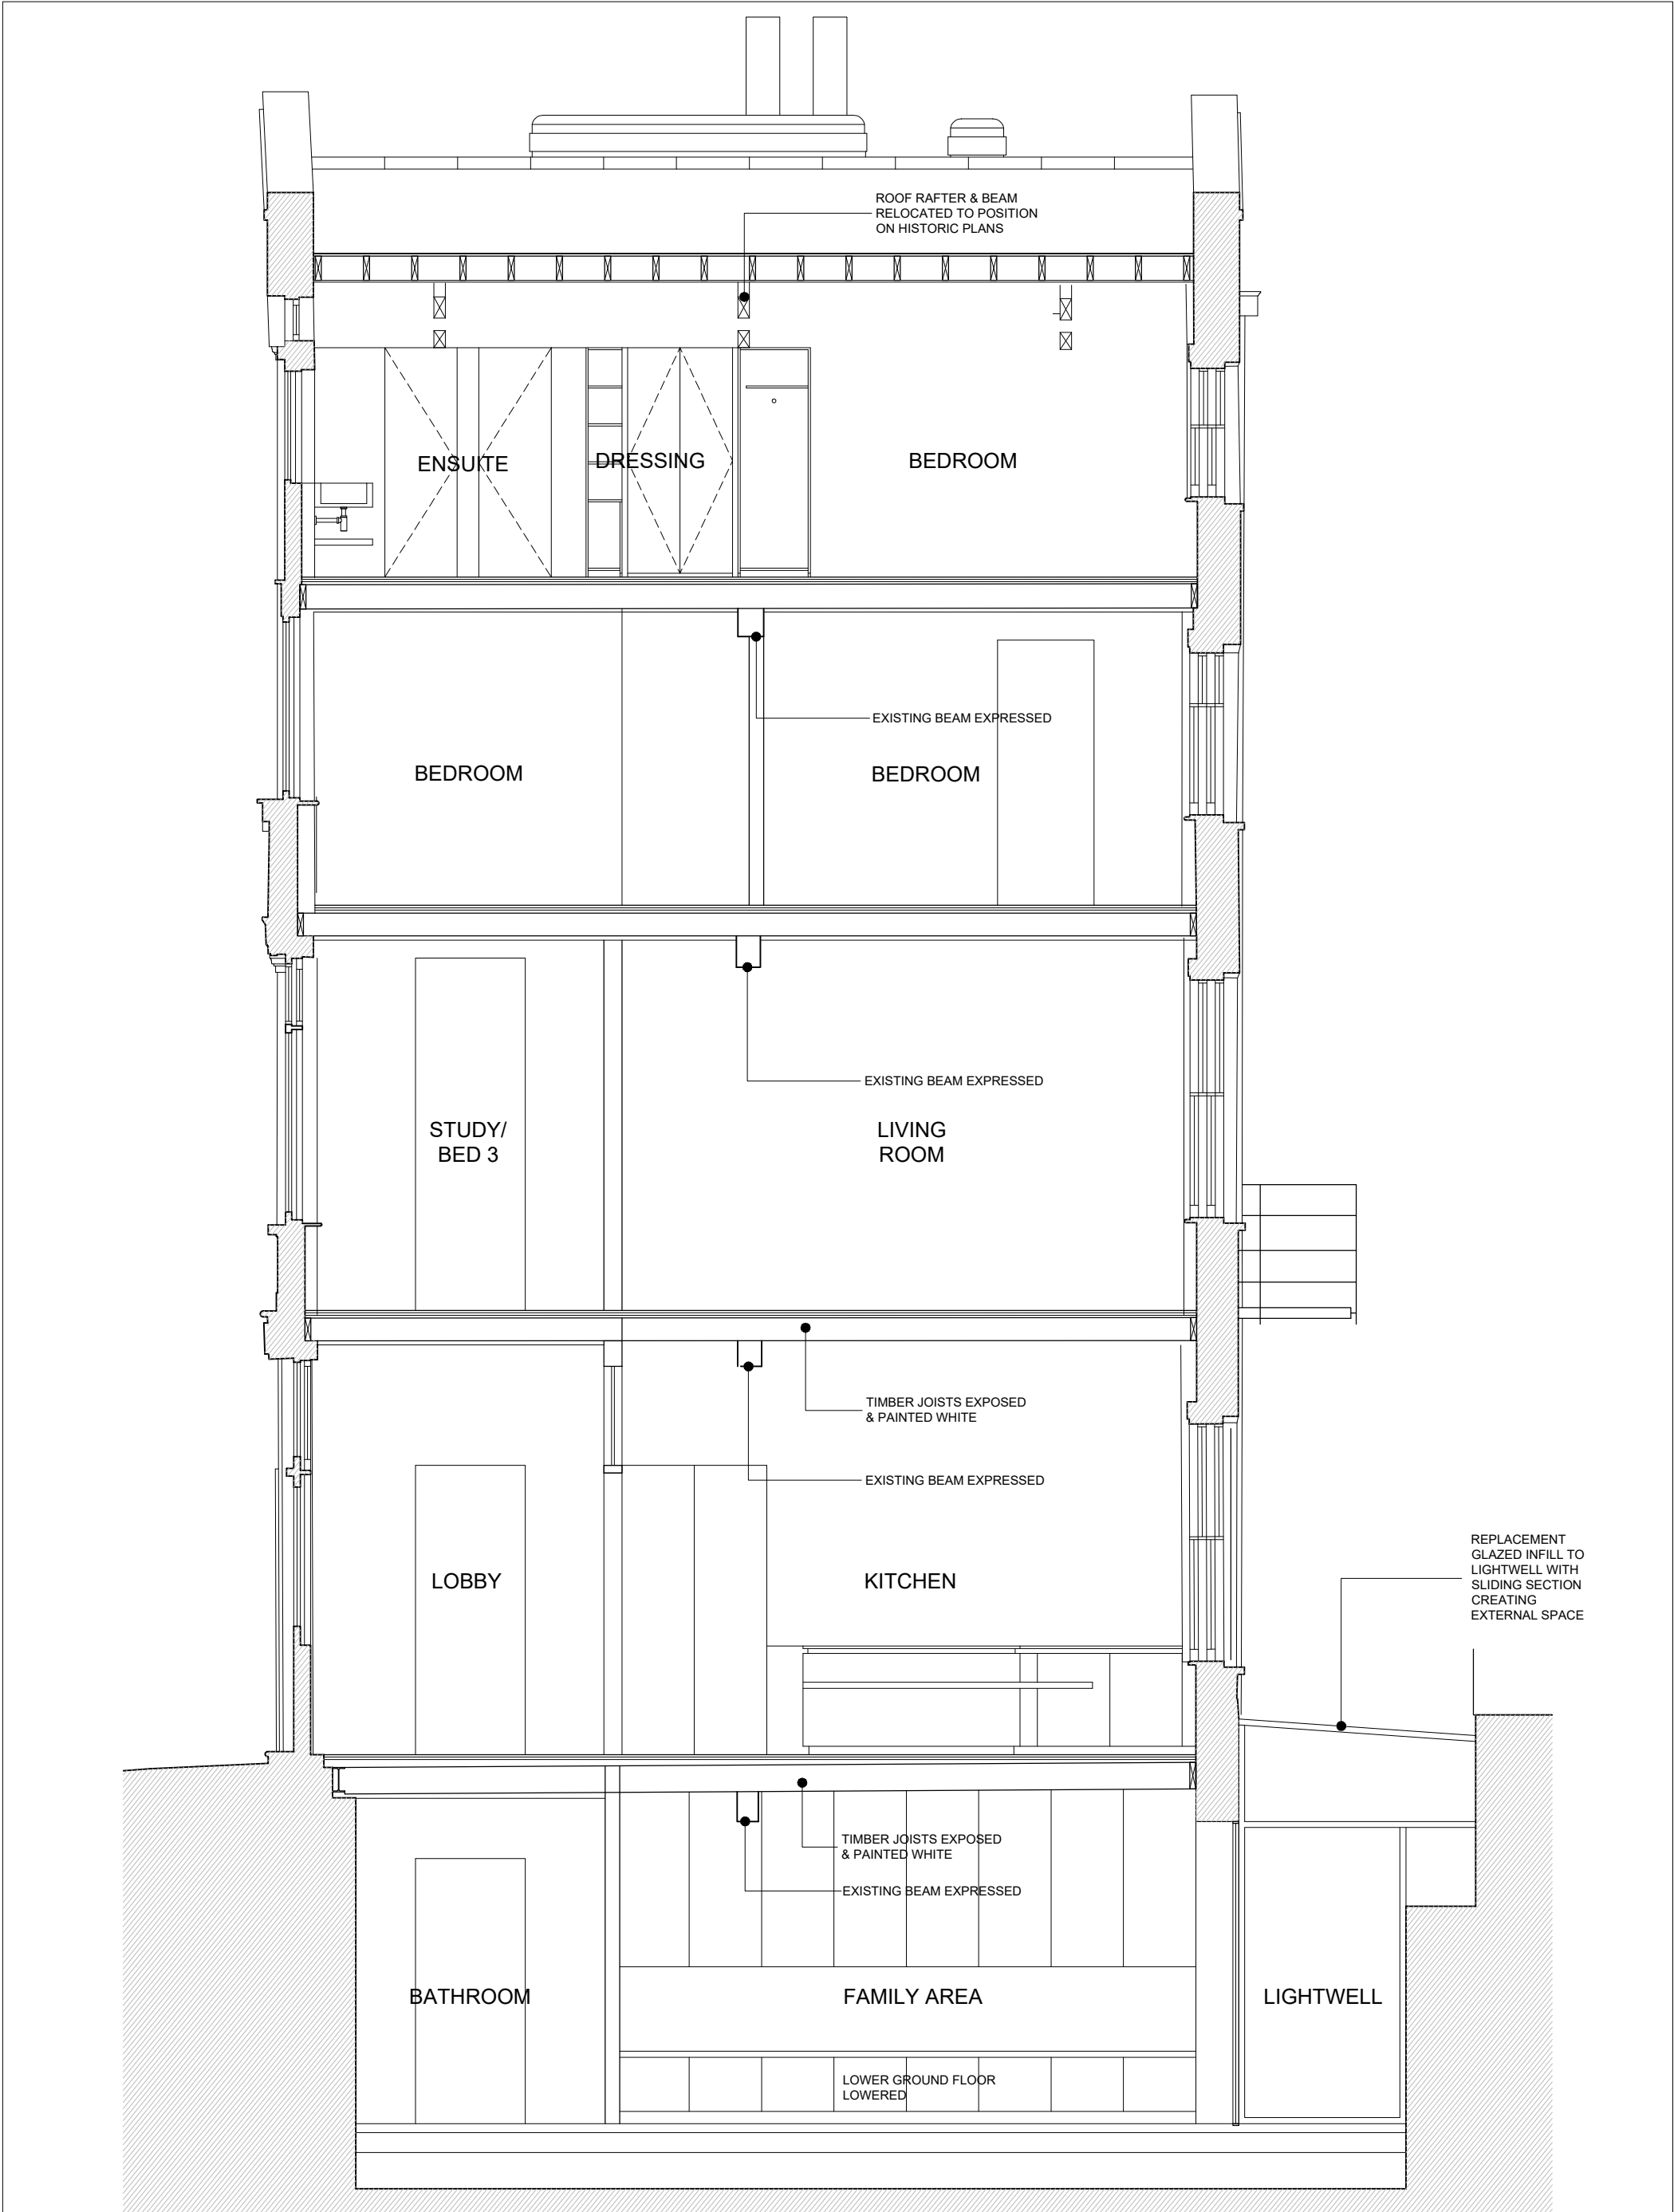 ROOF RAFTER & BEAM
RELOCATED TO POSITION
ON HISTORIC PLANS
ENSUITE
DRESSING
BEDROOM
EXISTING BEAM EXPRESSED
BEDROOM
BEDROOM
EXISTING BEAM EXPRESSED
STUDY/
BED 3
LIVING
ROOM
TIMBER JOISTS EXPOSED
& PAINTED WHITE
EXISTING BEAM EXPRESSED
REPLACEMENT
GLAZED INFILL TO
LIGHTWELL WITH
SLIDING SECTION
CREATING
EXTERNAL SPACE
LOBBY
KITCHEN
TIMBER JOISTS EXPOSED
& PAINTED WHITE
EXISTING BEAM EXPRESSED
BATHROOM
FAMILY AREA
LIGHTWELL
LOWER GROUND FLOOR
LOWERED